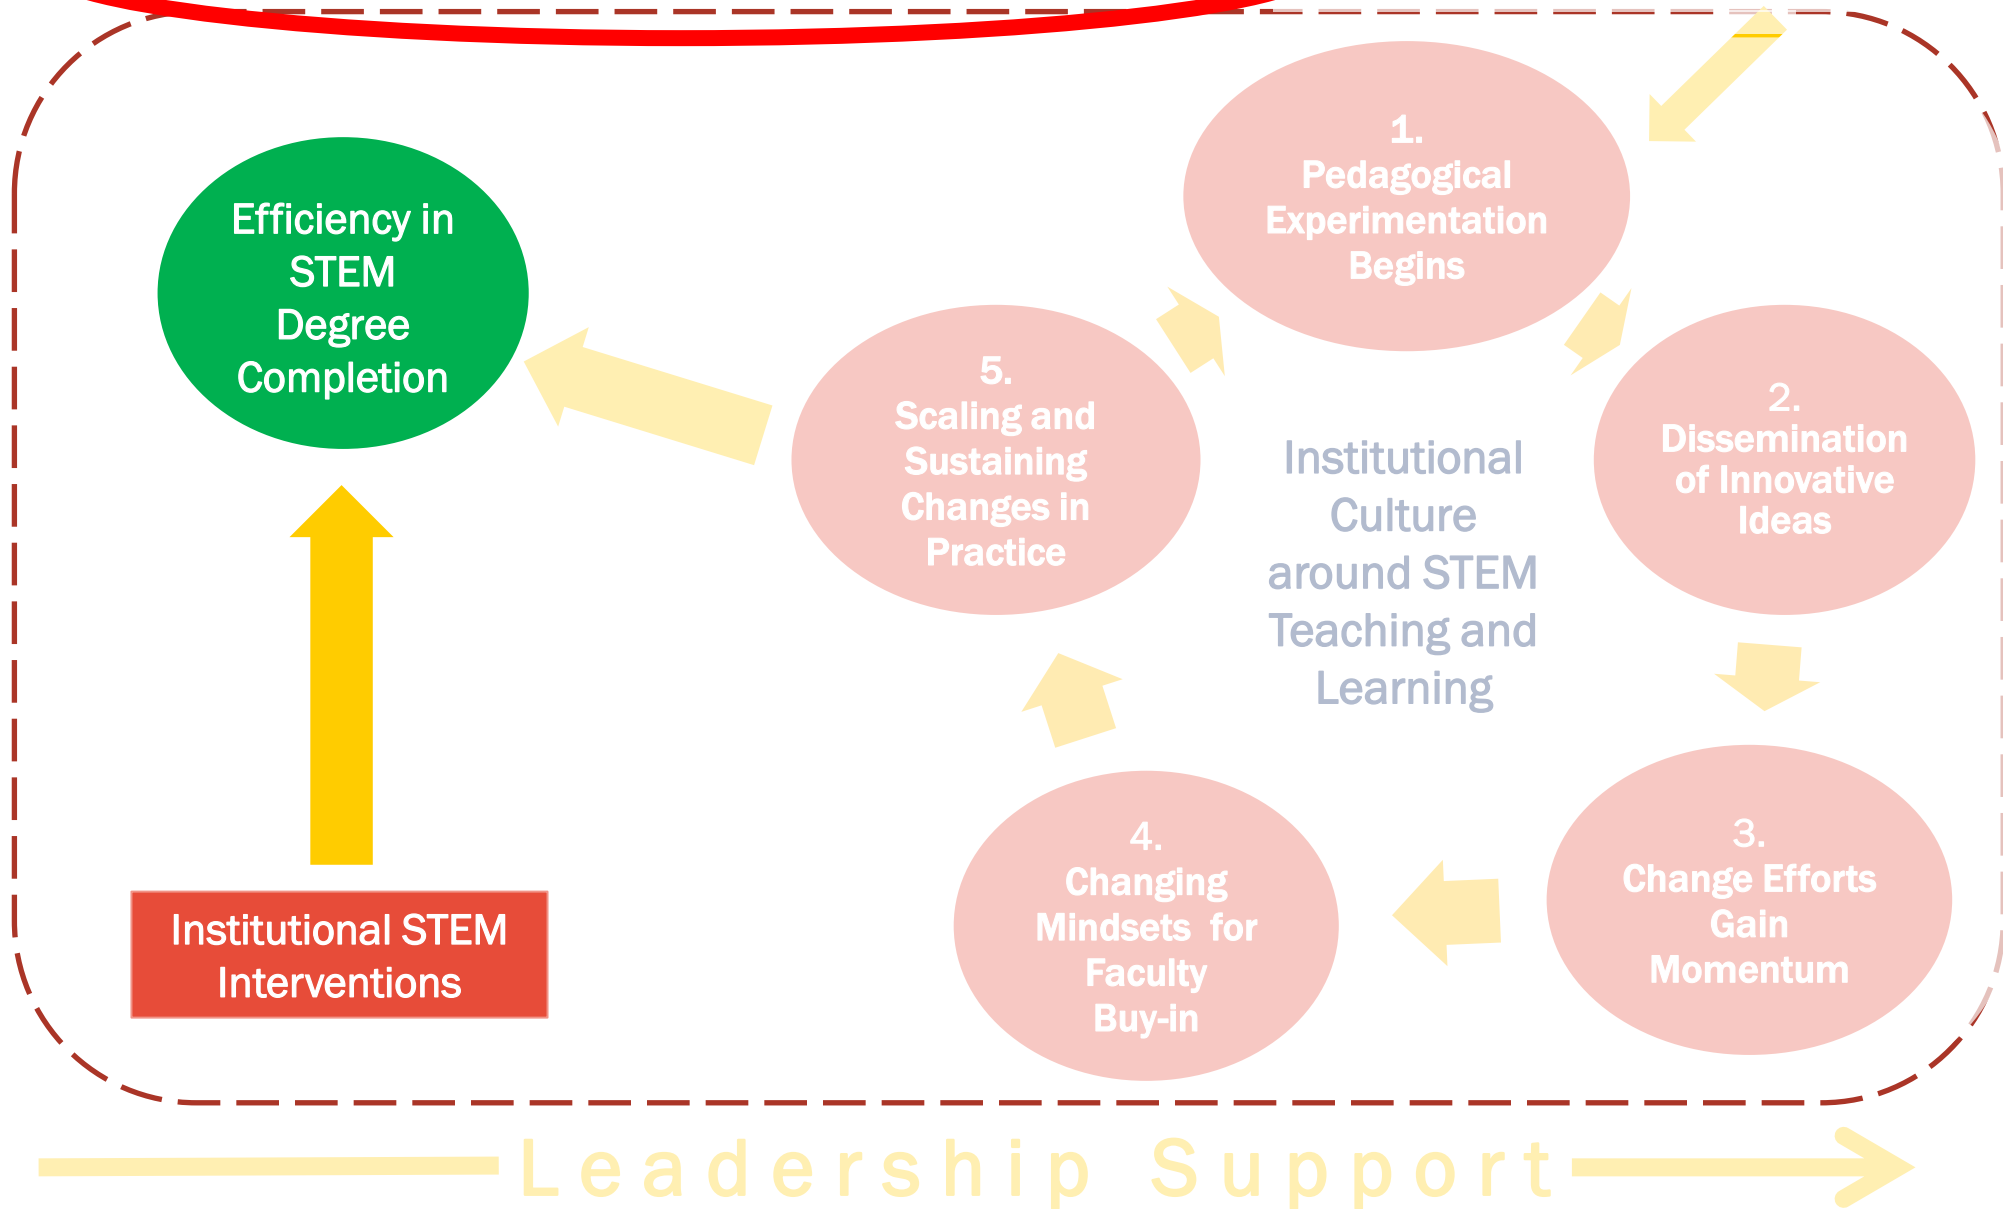 Efficiency in
STEM
Degree
Completion
Institutional STEM
Interventions
1.
Pedagogical
Experimentation
Begins
2.
Dissemination
of Innovative
Ideas
3.
Change Efforts
Gain
Momentum
4.
Changing
Mindsets for
Faculty
Buy-in
5.
Scaling and
Sustaining
Changes in
Practice
Institutional
Culture
around STEM
Teaching and
Learning
Leadership Support